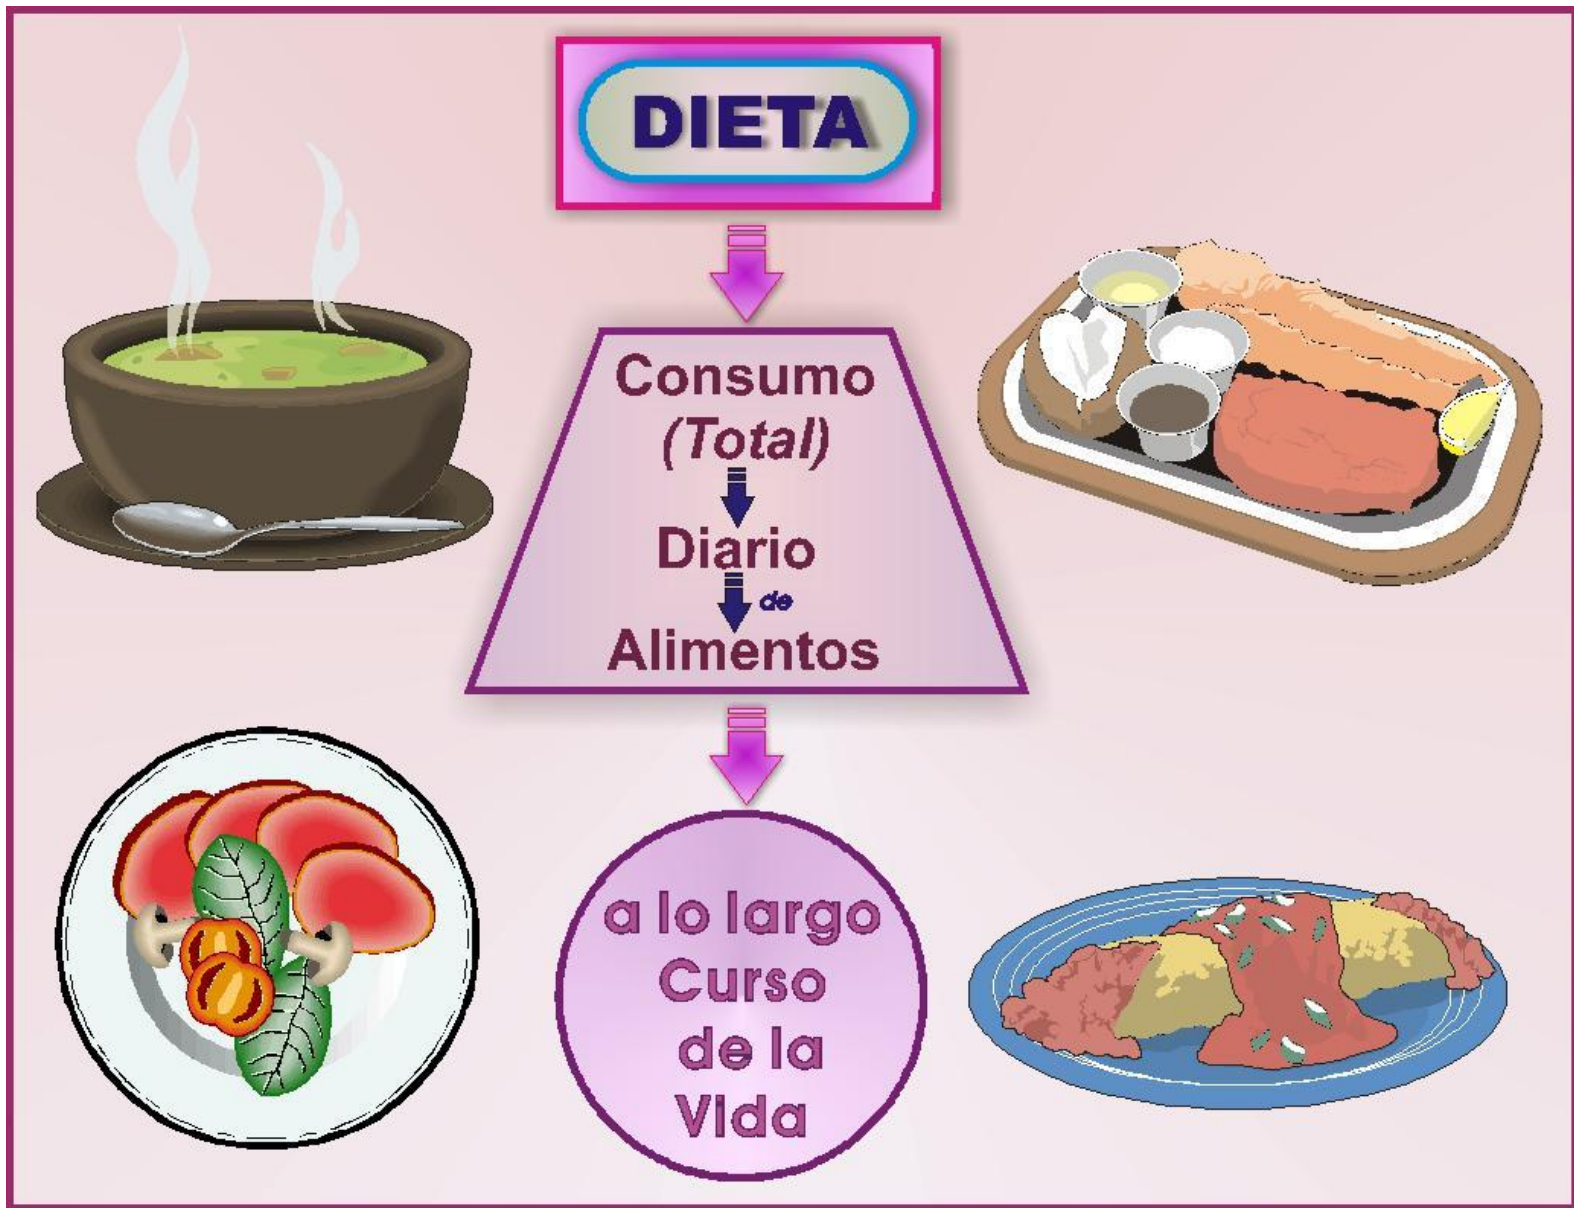 DIETA
Consumo
(Total)
Diario
de
Alimentos
a lo largo
Curso
de la
Vida